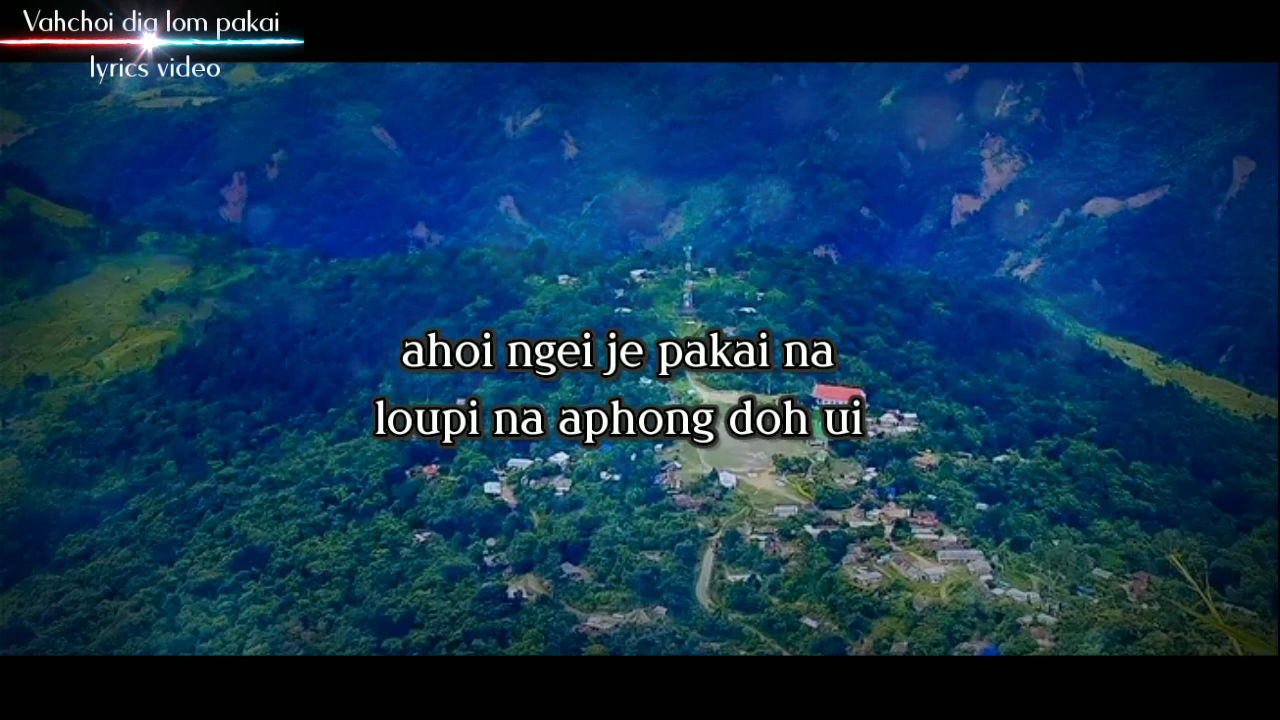 Vahchoi dia lom pakai
lyrics video
ahoi ngei je pakai na
loupi na aphong doh ui